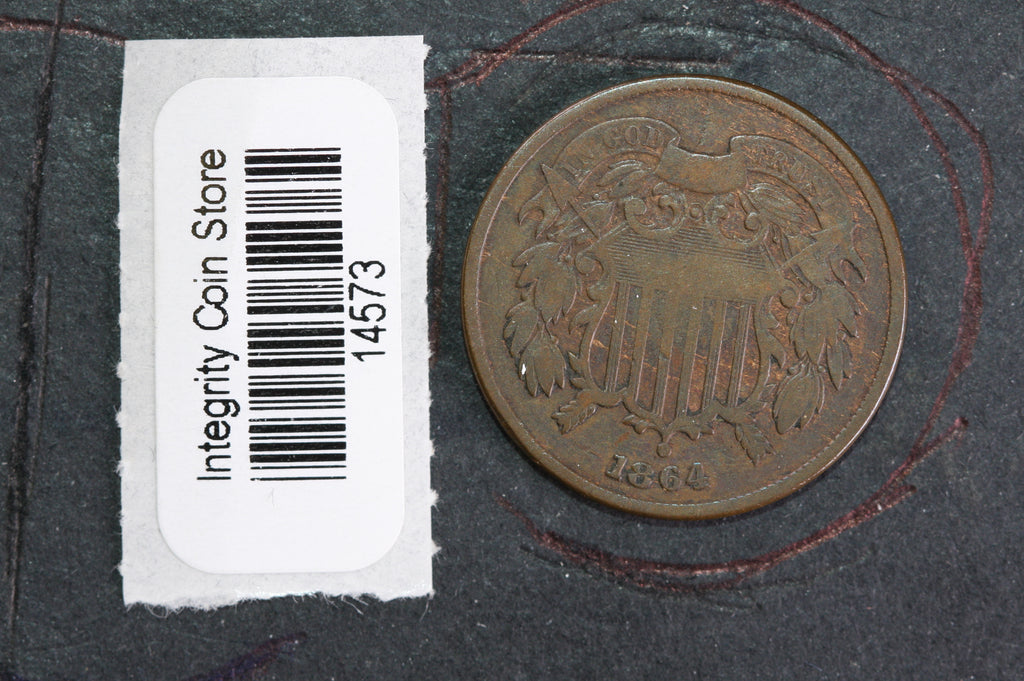 Integrity Coin Store
14573
IN GOD TRUST
1864